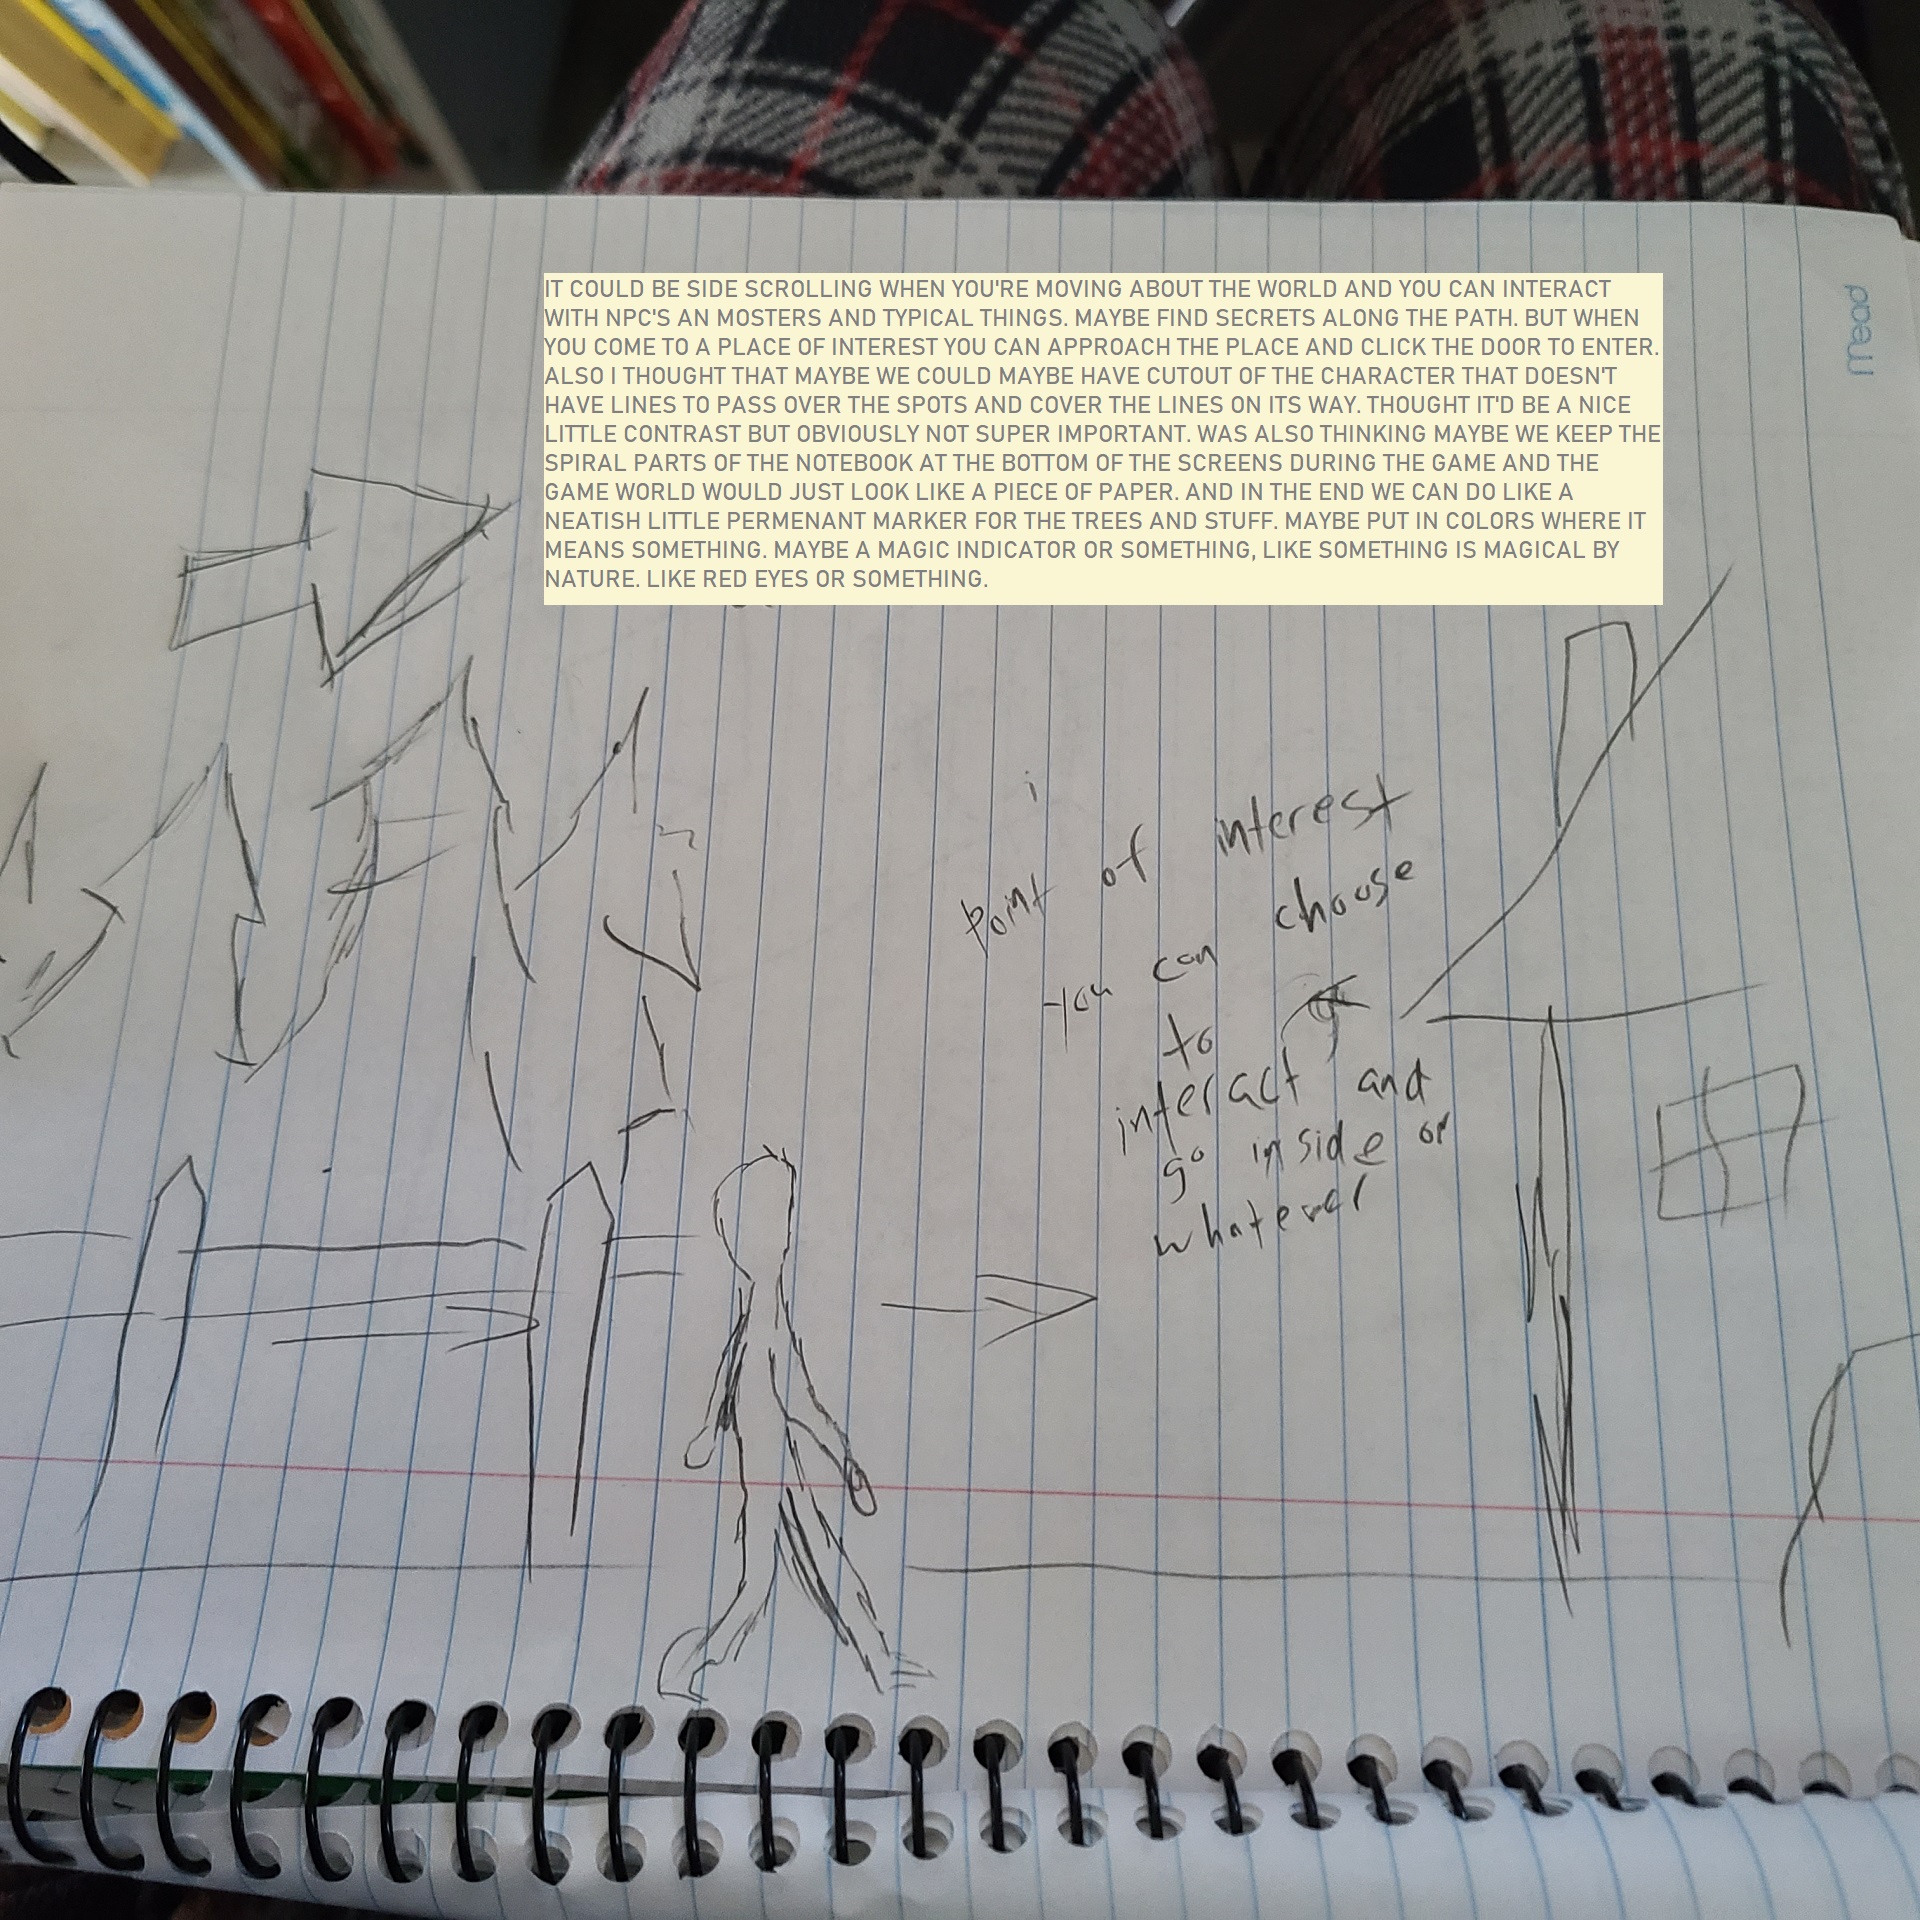 IT COULD BE SIDE SCROLLING WHEN YOU'RE MOVING ABOUT THE WORLD AND YOU CAN INTERACT
WITH NPC'S AN MOSTERS AND TYPICAL THINGS. MAYBE FIND SECRETS ALONG THE PATH. BUT WHEN
YOU COME TO A PLACE OF INTEREST YOU CAN APPROACH THE PLACE AND CLICK THE DOOR TO ENTER.
ALSO I THOUGHT THAT MAYBE WE COULD MAYBE HAVE CUTOUT OF THE CHARACTER THAT DOESN'T
HAVE LINES TO PASS OVER THE SPOTS AND COVER THE LINES ON ITS WAY. THOUGHT IT'D BE A NICE
LITTLE CONTRAST BUT OBVIOUSLY NOT SUPER IMPORTANT. WAS ALSO THINKING MAYBE WE KEEP THE
SPIRAL PARTS OF THE NOTEBOOK AT THE BOTTOM OF THE SCREENS DURING THE GAME AND THE
GAME WORLD WOULD JUST LOOK LIKE A PIECE OF PAPER. AND IN THE END WE CAN DO LIKE A
NEATISH LITTLE PERMENANT MARKER FOR THE TREES AND STUFF. MAYBE PUT IN COLORS WHERE IT
MEANS SOMETHING. MAYBE A MAGIC INDICATOR OR SOMETHING, LIKE SOMETHING IS MAGICAL BY
NATURE. LIKE RED EYES OR SOMETHING.
mead
Point of interest
you can choose
to
interact and
go inside or
whatever